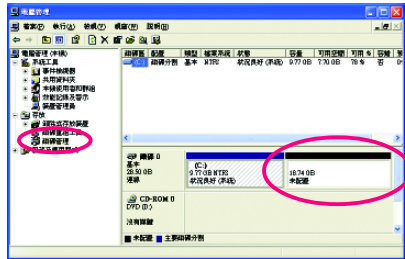 電腦管理
檔案(F) 執行(A) 檢視(V) 視窗(W) 說明(H)
電腦管理 (本機)
系統工具
事件檢視器
共用資料夾
本機使用者和群組
效能記錄及警示
裝置管理員
存放
卸除式存放裝置
磁碟重組工具
磁碟管理
磁碟區 配置 類型 檔案系統 狀態 容量 可用空間 可用 %
(C:) 磁碟分割 基本 NTFS 狀況良好 (系統) 9.77 GB 7.70 GB 78 % 否
磁碟 0
基本
28.50 GB
連線
(C:)
9.77 GB NTFS
狀況良好 (系統)
18.74 GB
未配置
CD-ROM 0
DVD (D:)
沒有媒體
未配置 主要磁碟分割